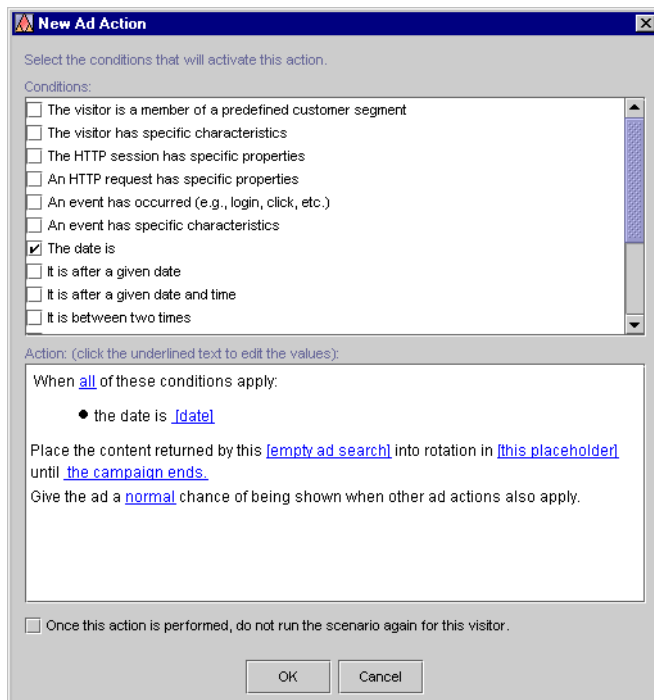 New Ad Action
Select the conditions that will activate this action.
Conditions:
The visitor is a member of a predefined customer segment
The visitor has specific characteristics
The HTTP session has specific properties
An HTTP request has specific properties
An event has occurred (e.g., login, click, etc.)
An event has specific characteristics
The date is
It is after a given date
It is after a given date and time
It is between two times
Action: (click the underlined text to edit the values):
When all of these conditions apply:
● the date is [date]
Place the content returned by this [empty ad search] into rotation in [this placeholder]
until the campaign ends.
Give the ad a normal chance of being shown when other ad actions also apply.
Once this action is performed, do not run the scenario again for this visitor.
OK Cancel